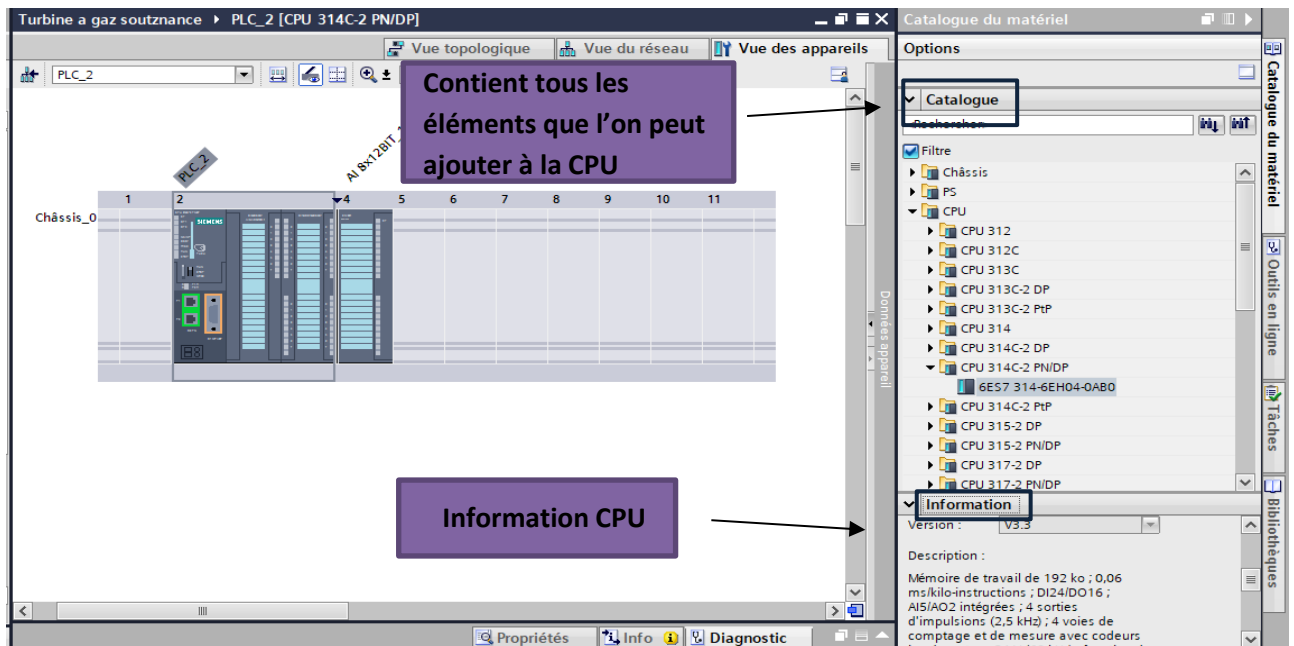 Turbine a gaz soutznance ▸ PLC_2 [CPU 314C-2 PN/DP]
Vue topologique
Vue du réseau
Vue des appareils
PLC_2
Contient tous les
éléments que l'on peut
ajouter à la CPU
PLC_2
AI 8x12BIT_
1 2 4 5 6 7 8 9 10 11
Châssis_0
SIEMENS
Information CPU
Données appareil
Propriétés
Info
Diagnostic
Catalogue du matériel
Options
Catalogue
Rechercher
Filtre
Châssis
PS
CPU
CPU 312
CPU 312C
CPU 313C
CPU 313C-2 DP
CPU 313C-2 PtP
CPU 314
CPU 314C-2 DP
CPU 314C-2 PN/DP
6ES7 314-6EH04-0AB0
CPU 314C-2 PtP
CPU 315-2 DP
CPU 315-2 PN/DP
CPU 317-2 DP
CPU 317-2 PN/DP
Information
Version : V3.3
Description :
Mémoire de travail de 192 ko ; 0,06
ms/kilo-instructions ; DI24/DO16 ;
AI5/AO2 intégrées ; 4 sorties
d'impulsions (2,5 kHz) ; 4 voies de
comptage et de mesure avec codeurs
Catalogue du matériel
Outils en ligne
Tâches
Bibliothèques